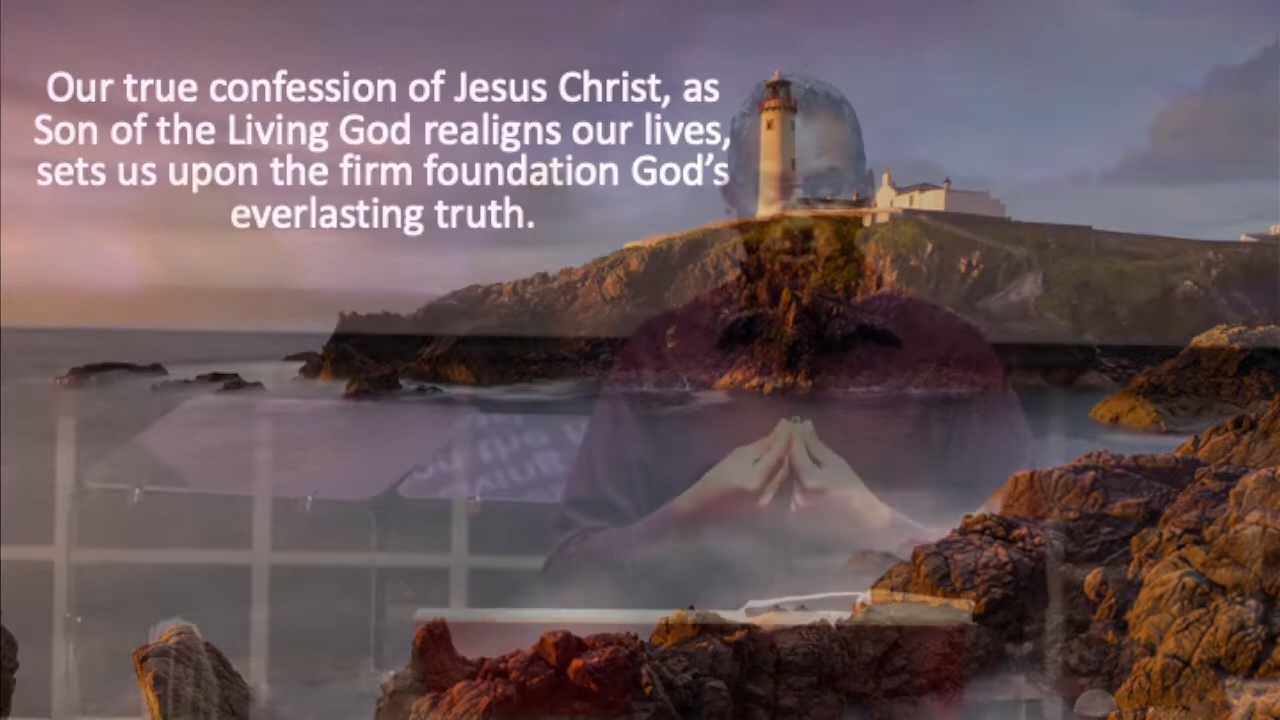 Our true confession of Jesus Christ, as
Son of the Living God realigns our lives,
sets us upon the firm foundation God’s
everlasting truth.